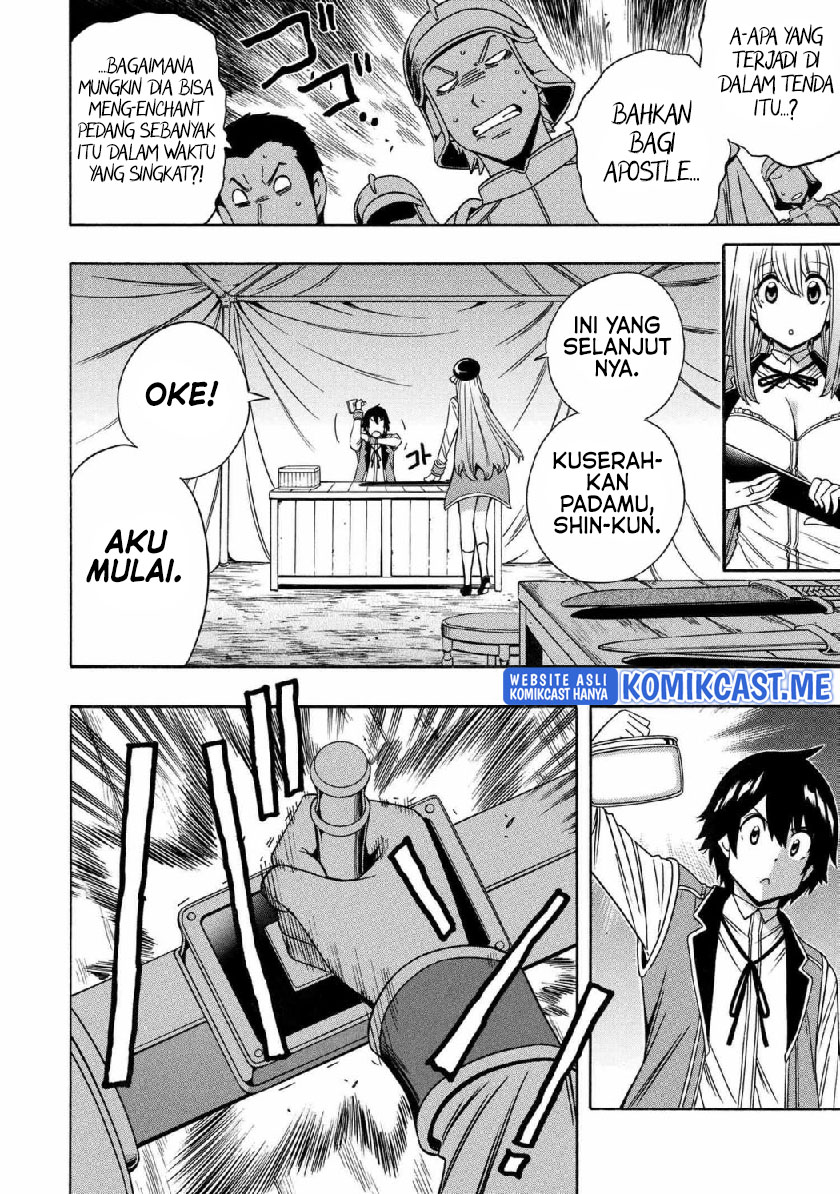 A-APA YANG
TERJADI DI
DALAM TENDA
ITU...?
BAHKAN
BAGI
APOSTLE...
...BAGAIMANA
MUNGKIN DIA BISA
MENG-ENCHANT
PEDANG SEBANYAK
ITU DALAM WAKTU
YANG SINGKAT?!
INI YANG
SELANJUT
NYA.
KUSERAH-
KAN
PADAMU,
SHIN-KUN.
コト
OKE!
AKU
MULAI.
WEBSITE ASLI
KOMIKCAST HANYA
KOMIKCAST.ME